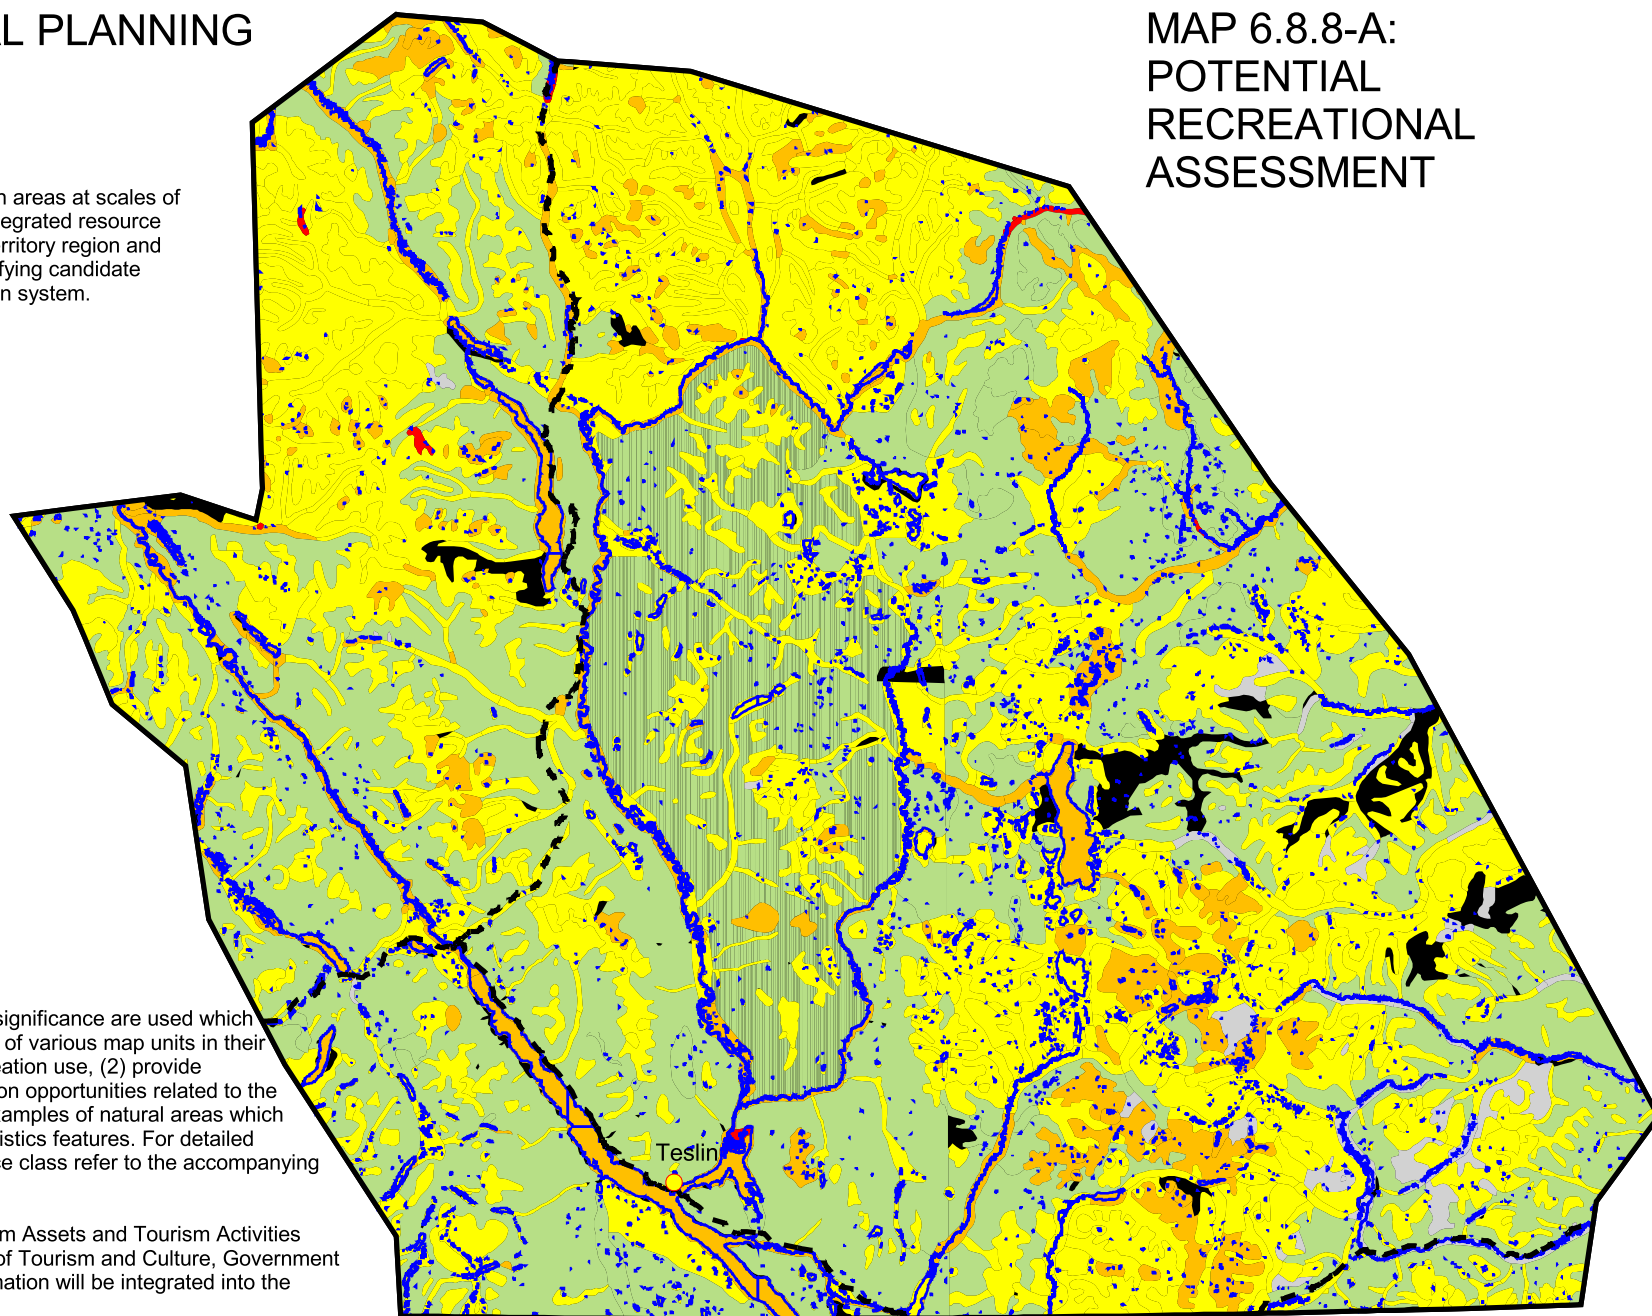 L PLANNING
MAP 6.8.8-A:
POTENTIAL
RECREATIONAL
ASSESSMENT
n areas at scales of
egrated resource
erritory region and
fying candidate
n system.
significance are used which
of various map units in their
eation use, (2) provide
on opportunities related to the
xamples of natural areas which
istics features. For detailed
ce class refer to the accompanying
Teslin
m Assets and Tourism Activities
of Tourism and Culture, Government
nation will be integrated into the